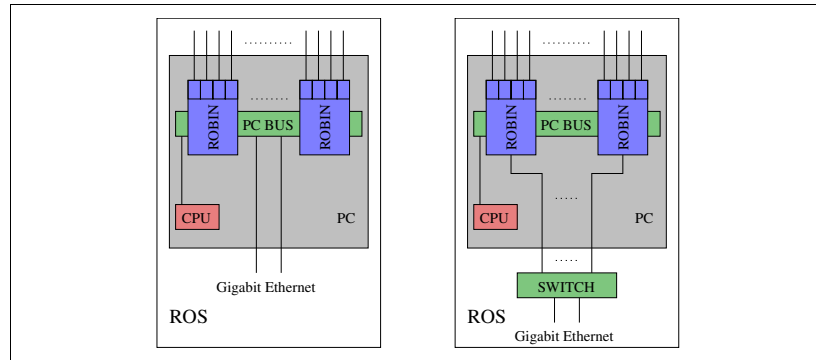 ROBIN
ROBIN
PC BUS
CPU
PC
Gigabit Ethernet
ROS
ROBIN
ROBIN
PC BUS
CPU
PC
SWITCH
ROS
Gigabit Ethernet